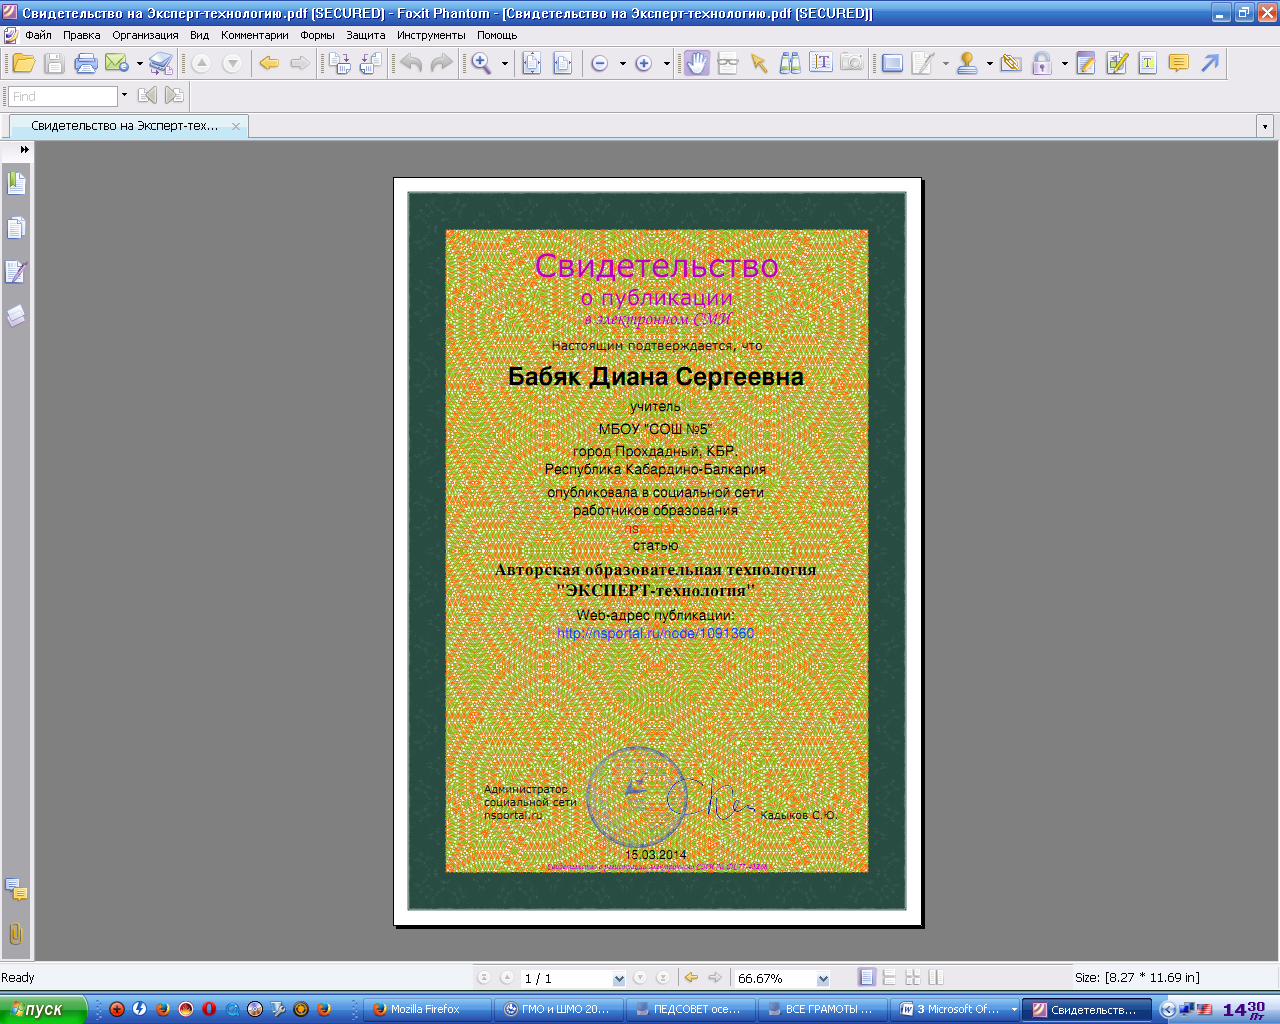 Свидетельство на Эксперт-технологию.pdf [SECURED] - Foxit Phantom - [Свидетельство на Эксперт-технологию.pdf [SECURED]]
Файл Правка Организация Вид Комментарии Формы Защита Инструменты Помощь
Find
Свидетельство на Эксперт-тех...
Свидетельство
о публикации
в электронном СМИ
Настоящим подтверждается, что
Бабяк Диана Сергеевна
учитель
МБОУ "СОШ №5"
город Прохдадный, КБР.
Республика Кабардино-Балкария
опубликовала в социальной сети
работников образования
nsportal.ru
статью
Авторская образовательная технология
"ЭКСПЕРТ-технология"
Web-адрес публикации:
http://nsportal.ru/node/1091360
Администратор
социальной сети
nsportal.ru
Кадыков С.Ю.
15.03.2014
Ready
1 / 1
66.67%
Size: [8.27 * 11.69 in]
пуск
Mozilla Firefox
ГМО и ШМО 20...
ПЕДСОВЕТ осе...
ВСЕ ГРАМОТЫ ...
3 Microsoft Of...
Свидетельств...
14 30
Пт